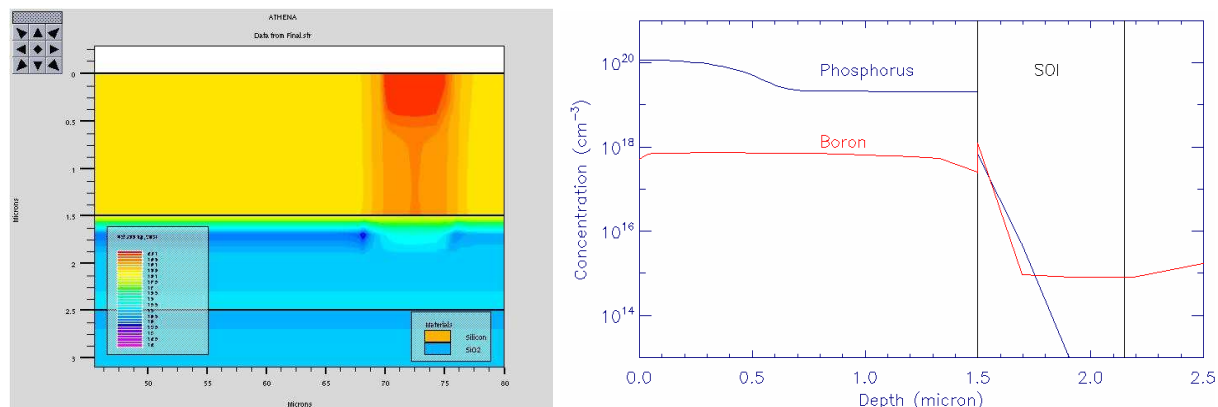 ATHENA
Data from Final.str
0
0.5
1
1.5
2
2.5
3
Microns
Materials
Silicon
SiO2
50
55
60
65
70
75
80
Microns
10^20
10^18
10^16
10^14
Concentration (cm^-3)
Phosphorus
SOI
Boron
0.0
0.5
1.0
1.5
2.0
2.5
Depth (micron)